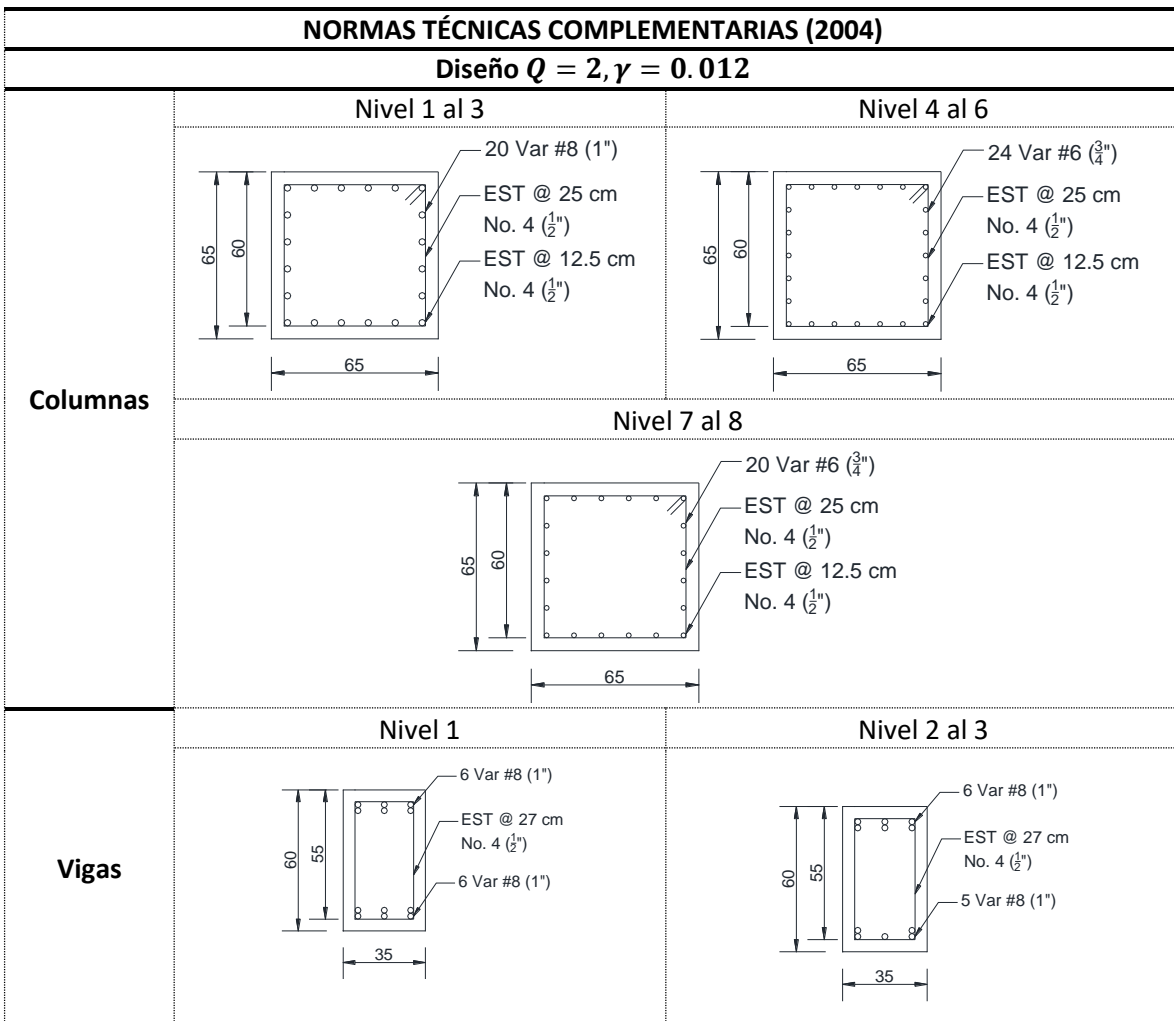 NORMAS TÉCNICAS COMPLEMENTARIAS (2004)
Diseño Q = 2, γ = 0.012
Columnas
Nivel 1 al 3
20 Var #8 (1")
EST @ 25 cm
No. 4 (½")
EST @ 12.5 cm
No. 4 (½")
65
60
65
Nivel 4 al 6
24 Var #6 (¾")
EST @ 25 cm
No. 4 (½")
EST @ 12.5 cm
No. 4 (½")
65
60
65
Nivel 7 al 8
20 Var #6 (¾")
EST @ 25 cm
No. 4 (½")
EST @ 12.5 cm
No. 4 (½")
65
60
65
Vigas
Nivel 1
6 Var #8 (1")
EST @ 27 cm
No. 4 (½")
6 Var #8 (1")
60
55
35
Nivel 2 al 3
6 Var #8 (1")
EST @ 27 cm
No. 4 (½")
5 Var #8 (1")
60
55
35